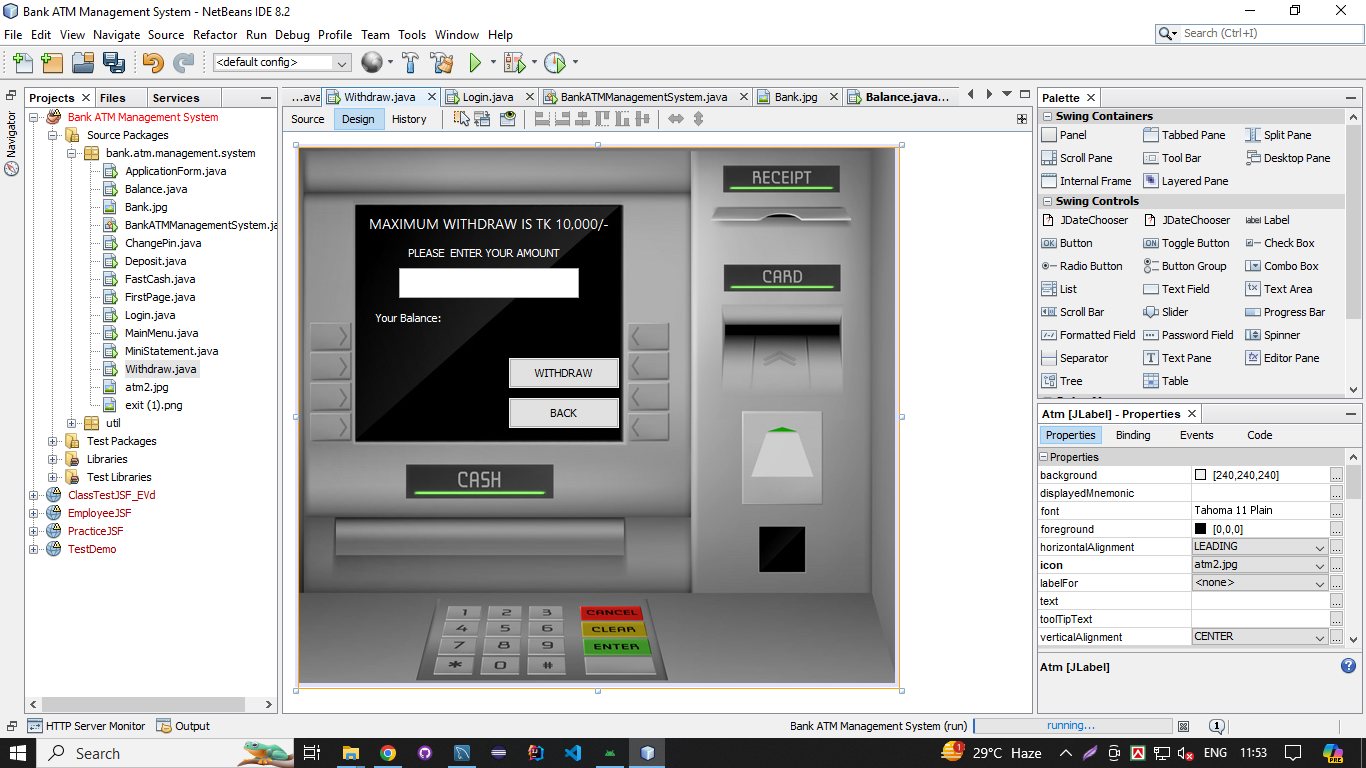 Bank ATM Management System - NetBeans IDE 8.2
File Edit View Navigate Source Refactor Run Debug Profile Team Tools Window Help
Search (Ctrl+I)
<default config>
Projects Files Services
...ava Withdraw.java Login.java BankATMManagementSystem.java Bank.jpg Balance.java...
Source Design History
Navigator
Bank ATM Management System
Source Packages
bank.atm.management.system
ApplicationForm.java
Balance.java
Bank.jpg
BankATMManagementSystem.ja
ChangePin.java
Deposit.java
FastCash.java
FirstPage.java
Login.java
MainMenu.java
MiniStatement.java
Withdraw.java
atm2.jpg
exit (1).png
util
Test Packages
Libraries
Test Libraries
ClassTestJSF_EVd
EmployeeJSF
PracticeJSF
TestDemo
MAXIMUM WITHDRAW IS TK 10,000/-
PLEASE ENTER YOUR AMOUNT
Your Balance:
WITHDRAW
BACK
CASH
RECEIPT
CARD
1 2 3 CANCEL
4 5 6 CLEAR
7 8 9 ENTER
* 0 #
Palette
Swing Containers
Panel Tabbed Pane Split Pane
Scroll Pane Tool Bar Desktop Pane
Internal Frame Layered Pane
Swing Controls
JDateChooser JDateChooser label Label
OK Button ON Toggle Button Check Box
Radio Button Button Group Combo Box
List Text Field Text Area
Scroll Bar Slider Progress Bar
Formatted Field Password Field Spinner
Separator Text Pane Editor Pane
Tree Table
Atm [JLabel] - Properties
Properties Binding Events Code
Properties
background [240,240,240] ...
displayedMnemonic ...
font Tahoma 11 Plain ...
foreground [0,0,0] ...
horizontalAlignment LEADING ...
icon atm2.jpg ...
labelFor <none> ...
text ...
toolTipText ...
verticalAlignment CENTER ...
Atm [JLabel]
HTTP Server Monitor Output
Bank ATM Management System (run) running... 1
Search
1 29°C Haze ENG 11:53 PRE